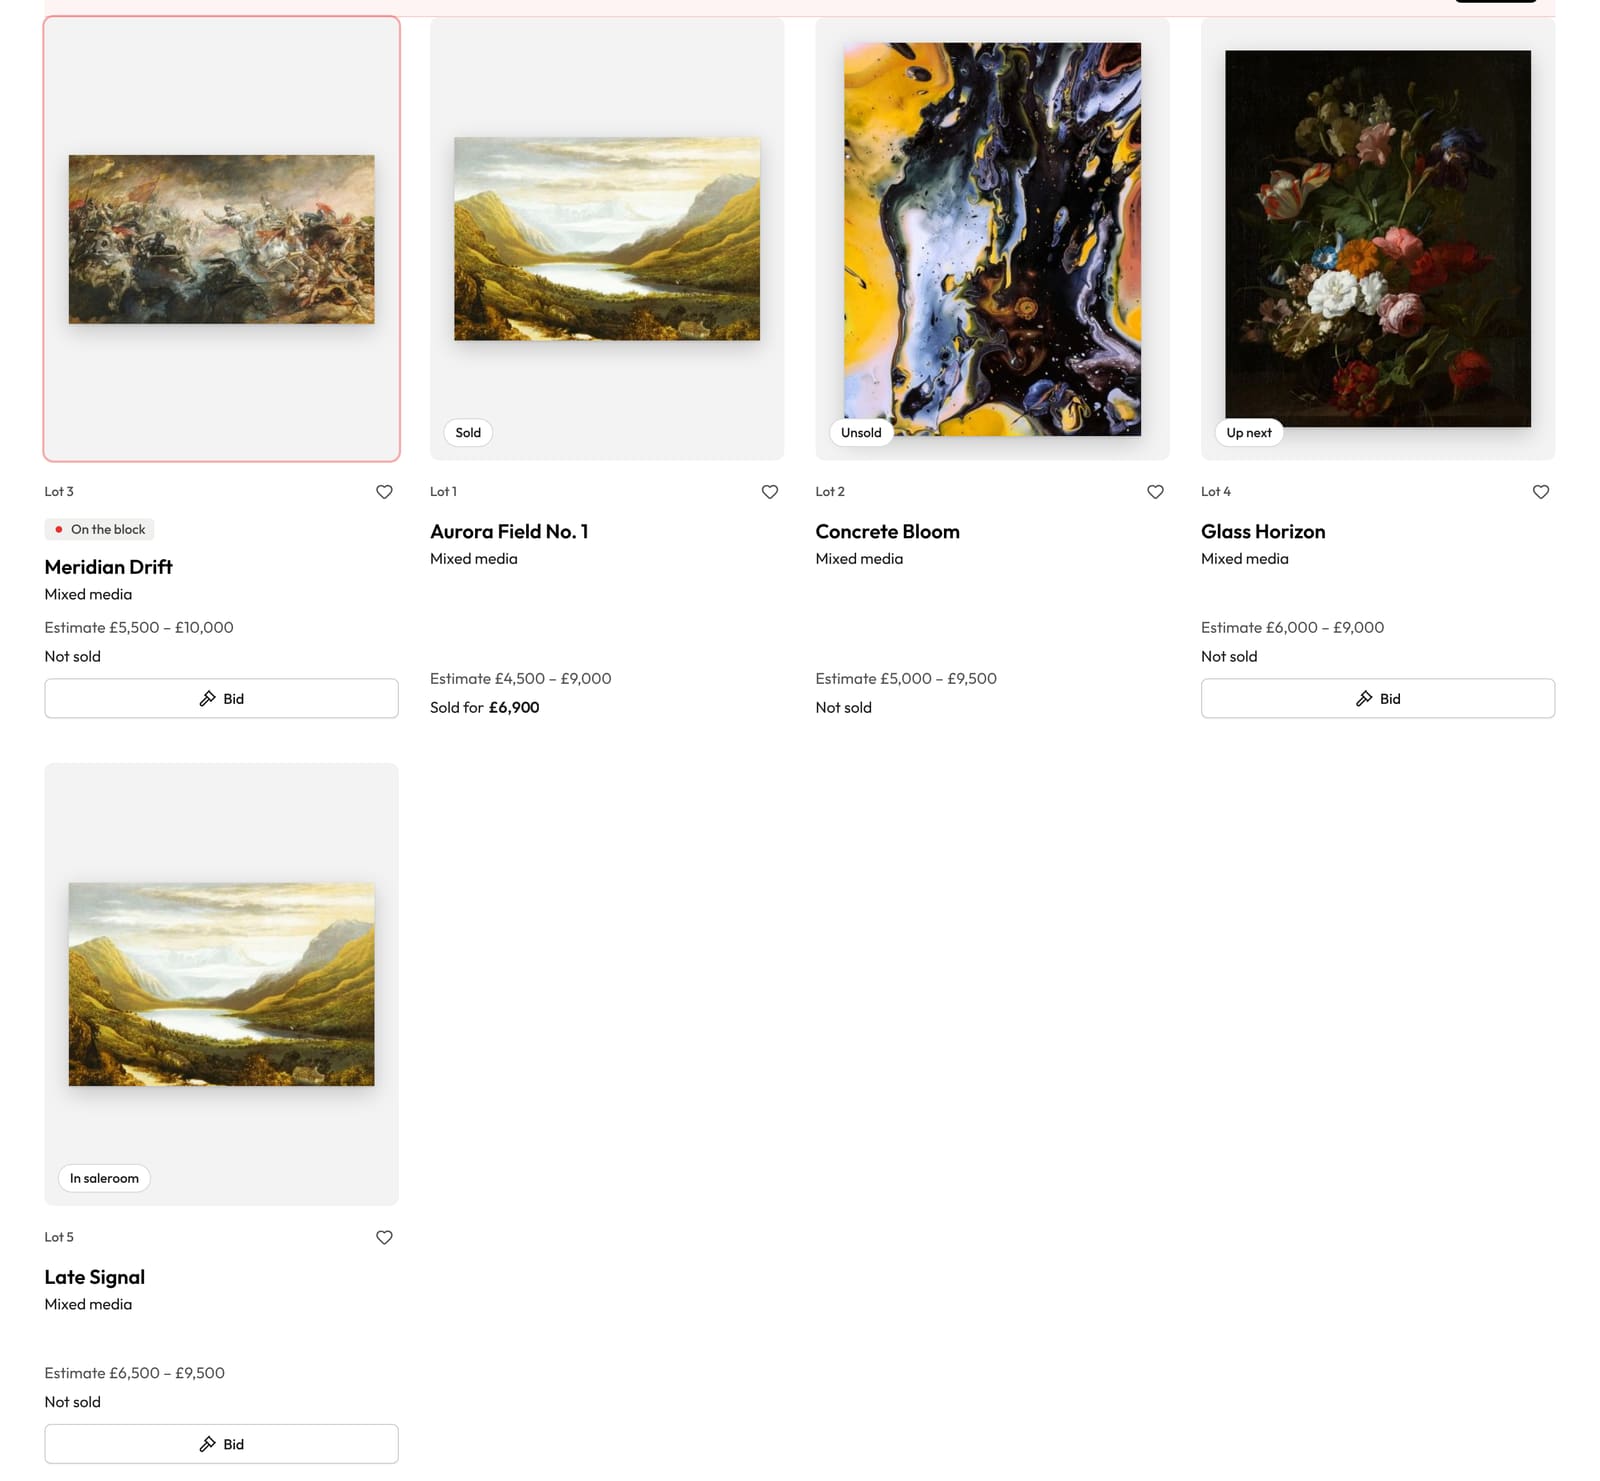 Sold
Unsold
Up next
Lot 3
On the block
Meridian Drift
Mixed media
Estimate £5,500 – £10,000
Not sold
Bid
Lot 1
Aurora Field No. 1
Mixed media
Estimate £4,500 – £9,000
Sold for £6,900
Lot 2
Concrete Bloom
Mixed media
Estimate £5,000 – £9,500
Not sold
Lot 4
Glass Horizon
Mixed media
Estimate £6,000 – £9,000
Not sold
Bid
In saleroom
Lot 5
Late Signal
Mixed media
Estimate £6,500 – £9,500
Not sold
Bid